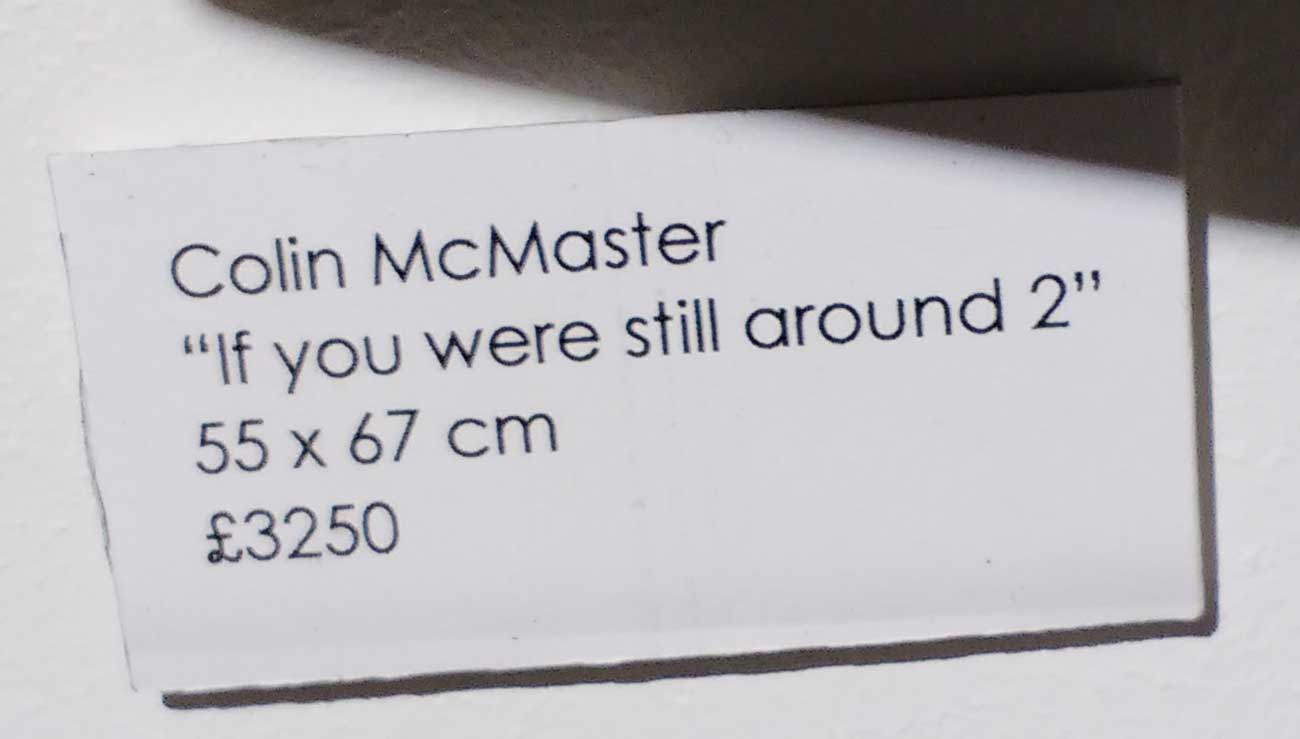 Colin McMaster
“If you were still around 2”
55 x 67 cm
£3250